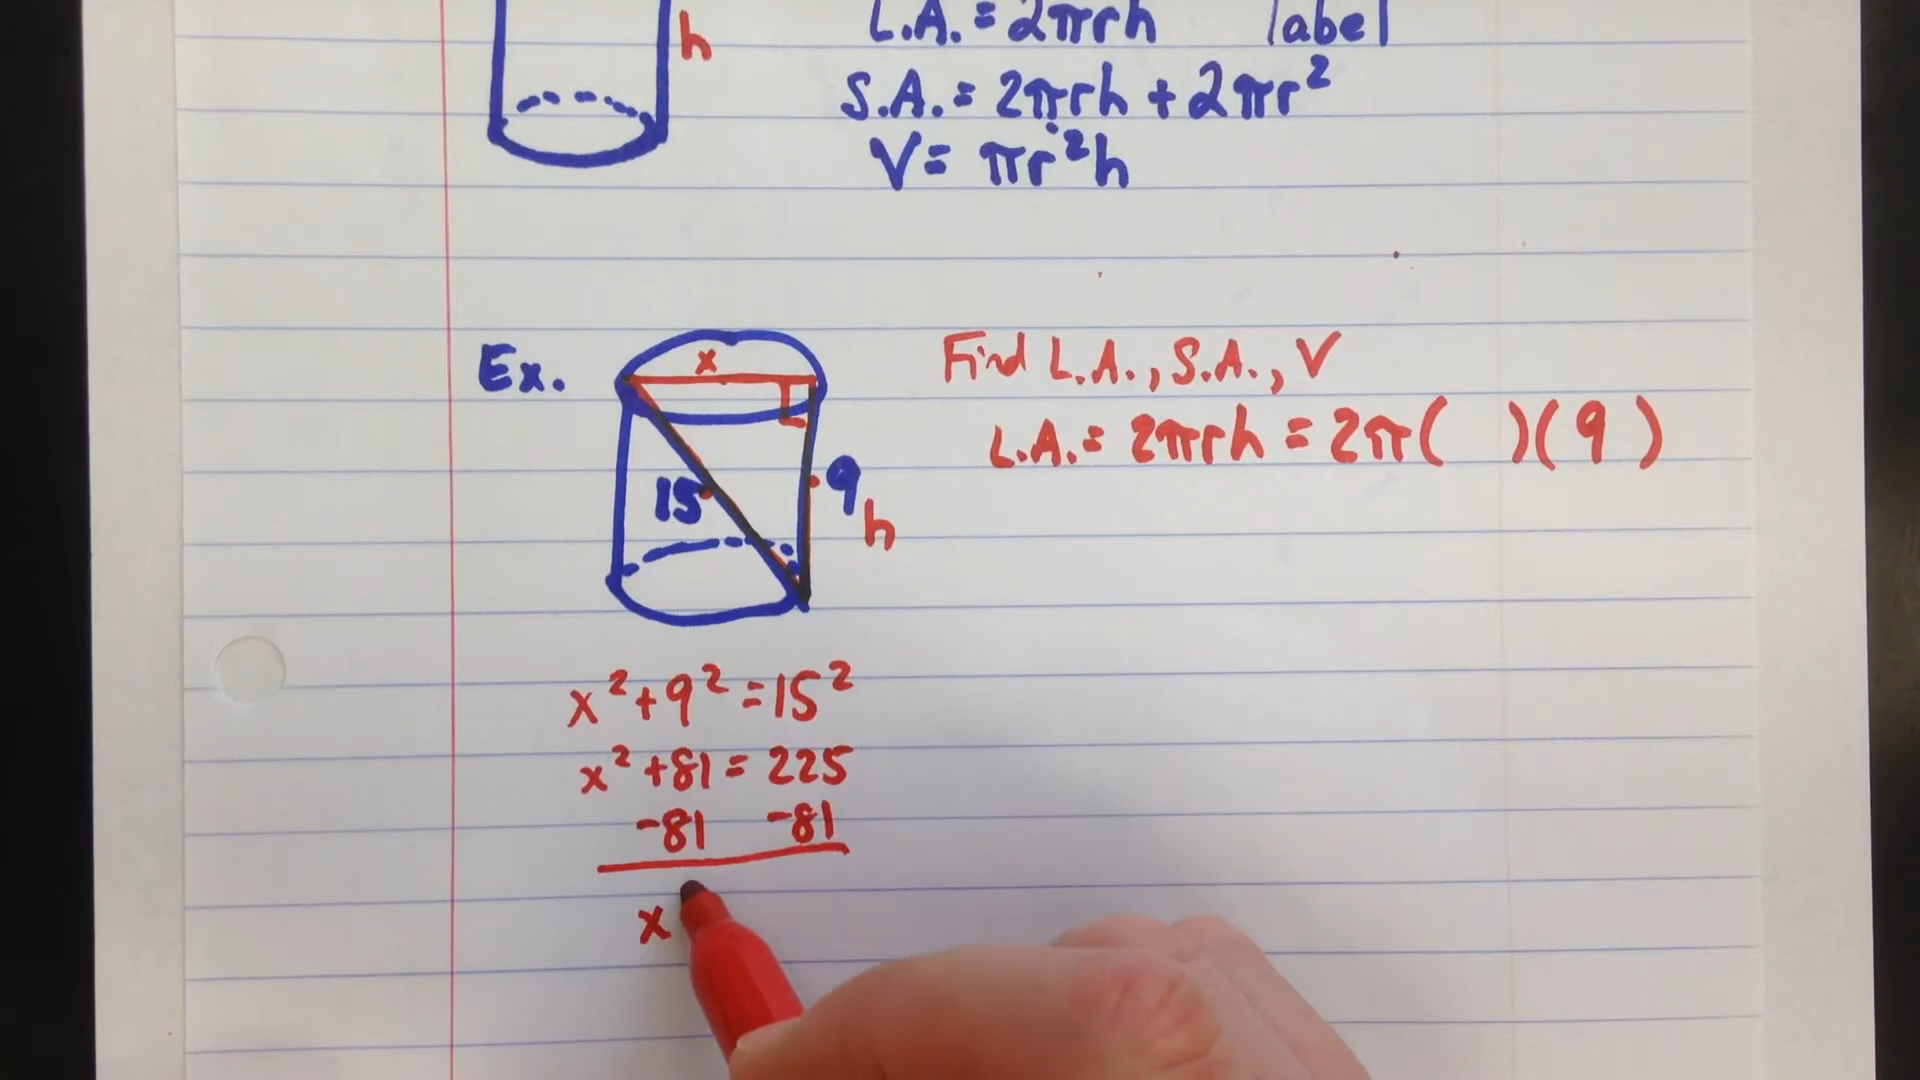 h
L.A. = 2πrh label
S.A. = 2πrh + 2πr²
V = πr²h
Ex.
x
15
9
h
Find L.A., S.A., V
L.A. = 2πrh = 2π( )(9)
x² + 9² = 15²
x² + 81 = 225
-81 -81
x